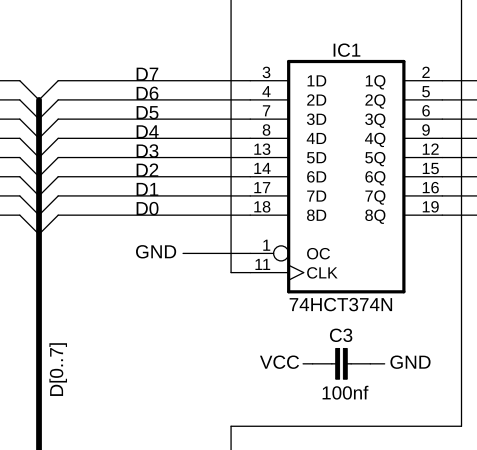 IC1
D7 3 1D 1Q 2
D6 4 2D 2Q 5
D5 7 3D 3Q 6
D4 8 4D 4Q 9
D3 13 5D 5Q 12
D2 14 6D 6Q 15
D1 17 7D 7Q 16
D0 18 8D 8Q 19
GND 1 OC
11 CLK
74HCT374N
C3
VCC GND
100nf
D[0..7]